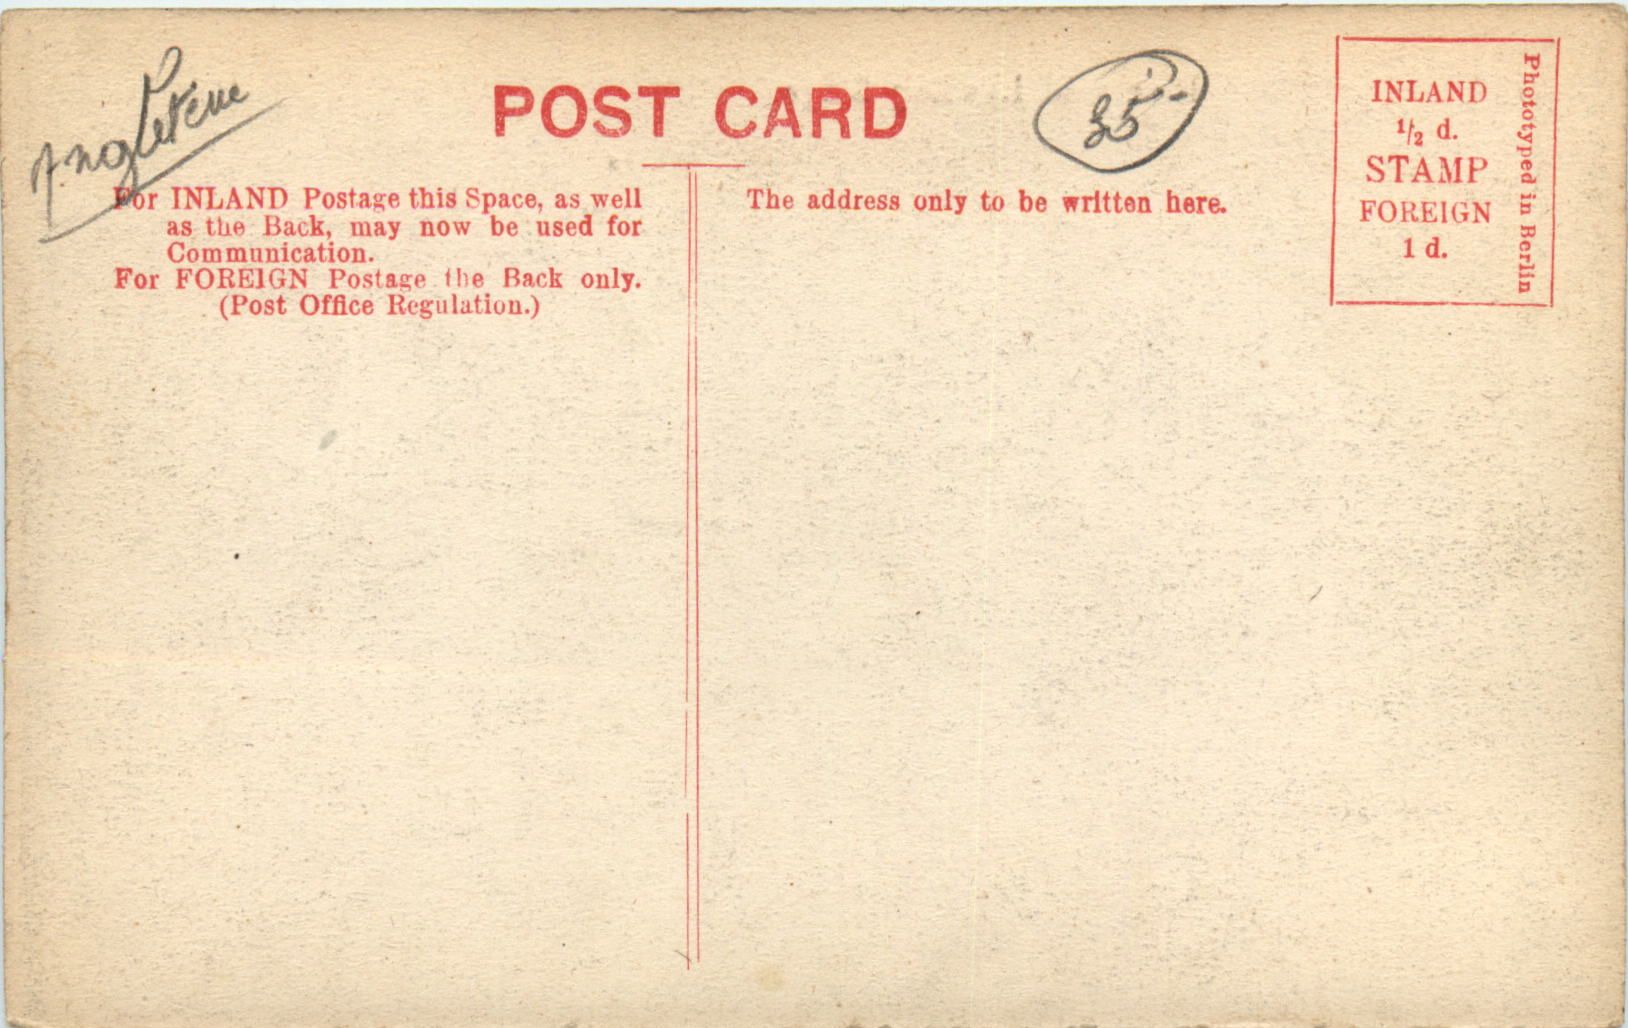 Angleterre
POST CARD
35-
For INLAND Postage this Space, as well
as the Back, may now be used for
Communication.
For FOREIGN Postage the Back only.
(Post Office Regulation.)
The address only to be written here.
INLAND
1/2 d.
STAMP
FOREIGN
1 d.
Phototyped in Berlin